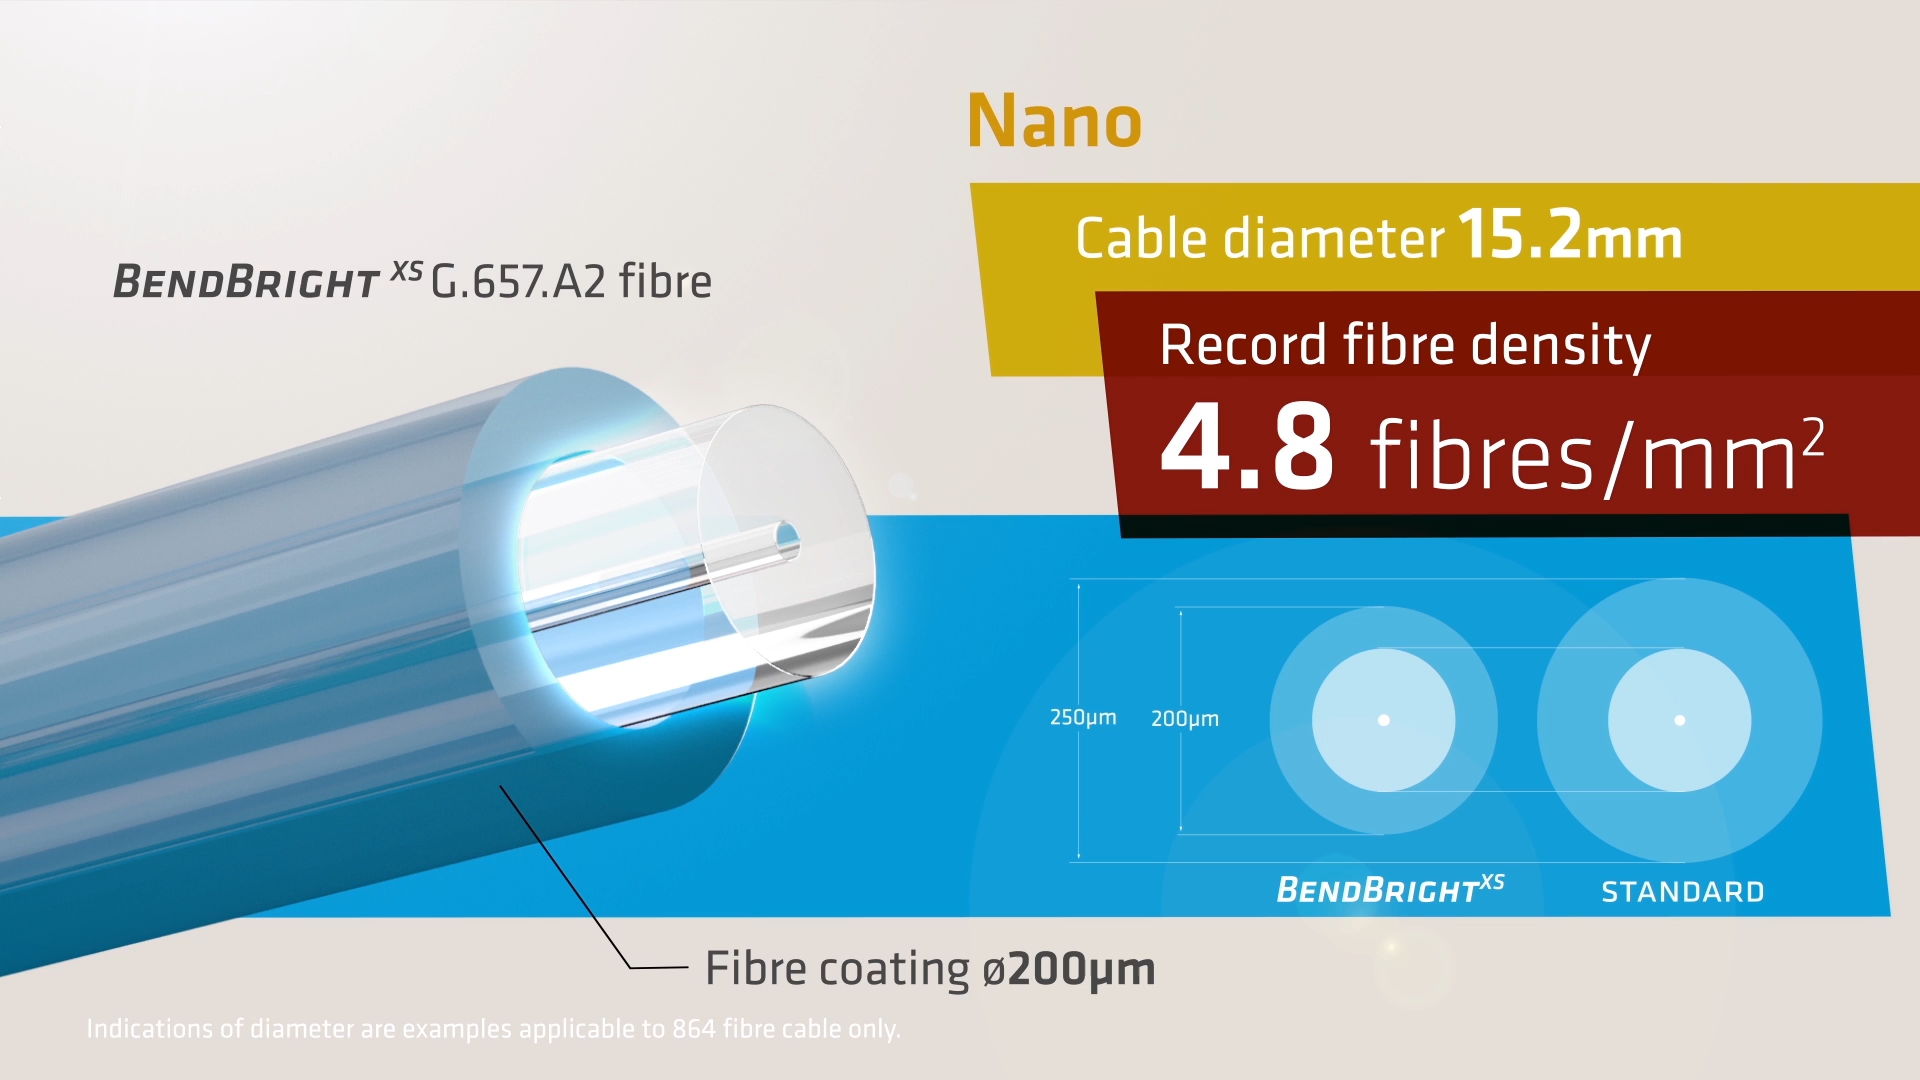 Nano
Cable diameter 15.2mm
BENDBRIGHT XS G.657.A2 fibre
Record fibre density
4.8 fibres/mm²
250µm
200µm
BENDBRIGHTXS
STANDARD
Fibre coating ø200µm
Indications of diameter are examples applicable to 864 fibre cable only.